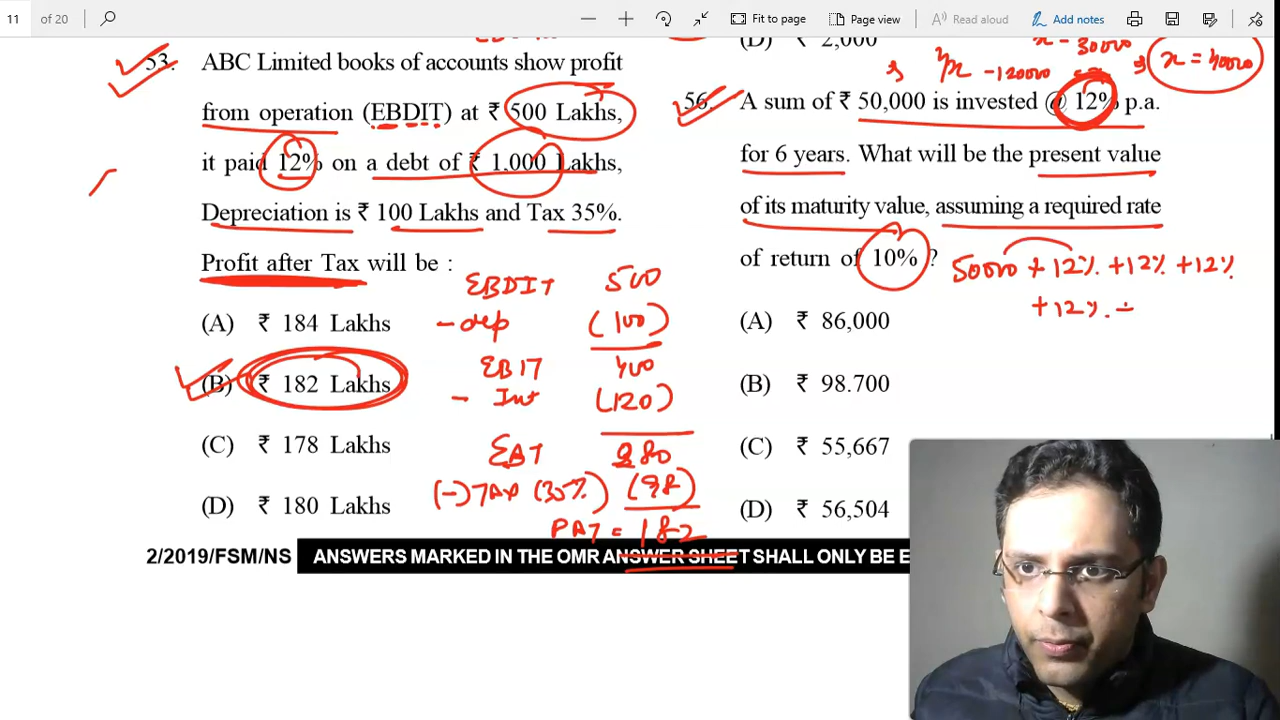 11 of 20 Fit to page Page view Read aloud Add notes
53. ABC Limited books of accounts show profit
from operation (EBDIT) at ₹ 500 Lakhs,
it paid 12% on a debt of ₹ 1,000 Lakhs,
Depreciation is ₹ 100 Lakhs and Tax 35%.
Profit after Tax will be :
EBDIT 500
(A) ₹ 184 Lakhs - dep (100)
EBIT 400
(B) ₹ 182 Lakhs - Int (120)
(C) ₹ 178 Lakhs EBT 280
(-) TAX (35%) (98)
(D) ₹ 180 Lakhs
PAT = 182
(D) ₹ 2,000
56. A sum of ₹ 50,000 is invested @ 12% p.a.
for 6 years. What will be the present value
of its maturity value, assuming a required rate
of return of 10% ?
50000 + 12% + 12% + 12%
+ 12% +
(A) ₹ 86,000
(B) ₹ 98.700
(C) ₹ 55,667
(D) ₹ 56,504
2/2019/FSM/NS ANSWERS MARKED IN THE OMR ANSWER SHEET SHALL ONLY BE E